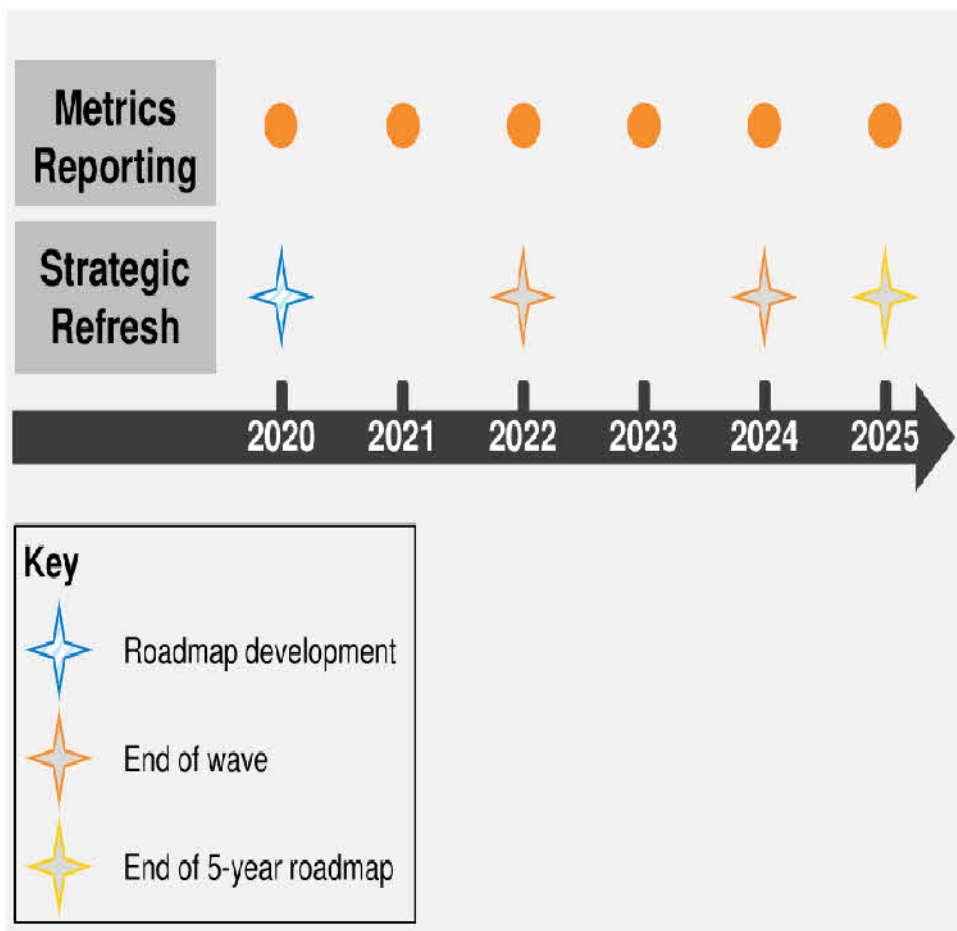 Metrics
Reporting
Strategic
Refresh
2020 2021 2022 2023 2024 2025
Key
Roadmap development
End of wave
End of 5-year roadmap